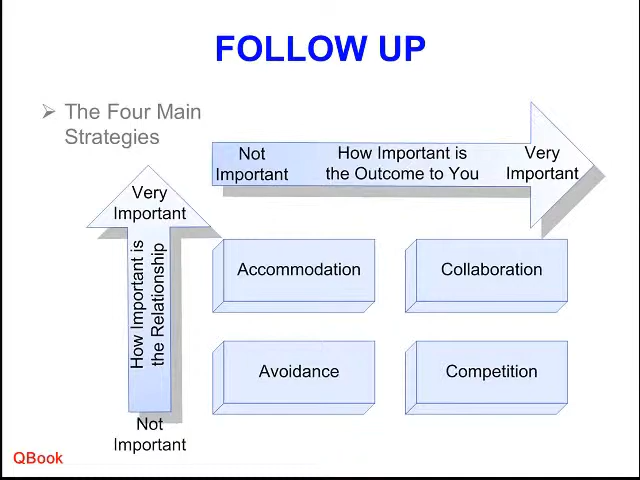 FOLLOW UP
The Four Main
Strategies
Not
Important
How Important is
the Outcome to You
Very
Important
Very
Important
How Important is
the Relationship
Not
Important
Accommodation
Collaboration
Avoidance
Competition
QBook